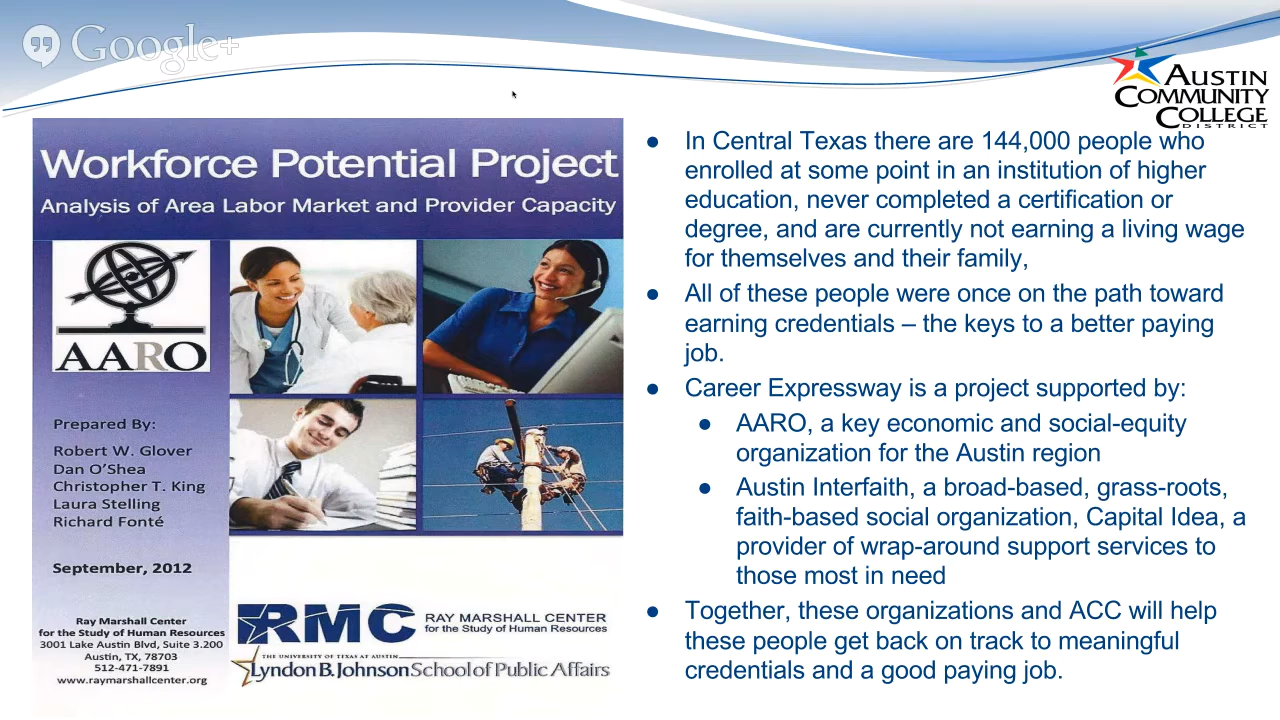 Google+
AUSTIN
COMMUNITY
COLLEGE
DISTRICT
Workforce Potential Project
Analysis of Area Labor Market and Provider Capacity
AARO
Prepared By:
Robert W. Glover
Dan O'Shea
Christopher T. King
Laura Stelling
Richard Fonté
September, 2012
Ray Marshall Center
for the Study of Human Resources
3001 Lake Austin Blvd, Suite 3.200
Austin, TX, 78703
512-471-7891
www.raymarshallcenter.org
RMC RAY MARSHALL CENTER
for the Study of Human Resources
THE UNIVERSITY OF TEXAS AT AUSTIN
Lyndon B. Johnson School of Public Affairs
● In Central Texas there are 144,000 people who
enrolled at some point in an institution of higher
education, never completed a certification or
degree, and are currently not earning a living wage
for themselves and their family,
● All of these people were once on the path toward
earning credentials – the keys to a better paying
job.
● Career Expressway is a project supported by:
● AARO, a key economic and social-equity
organization for the Austin region
● Austin Interfaith, a broad-based, grass-roots,
faith-based social organization, Capital Idea, a
provider of wrap-around support services to
those most in need
● Together, these organizations and ACC will help
these people get back on track to meaningful
credentials and a good paying job.